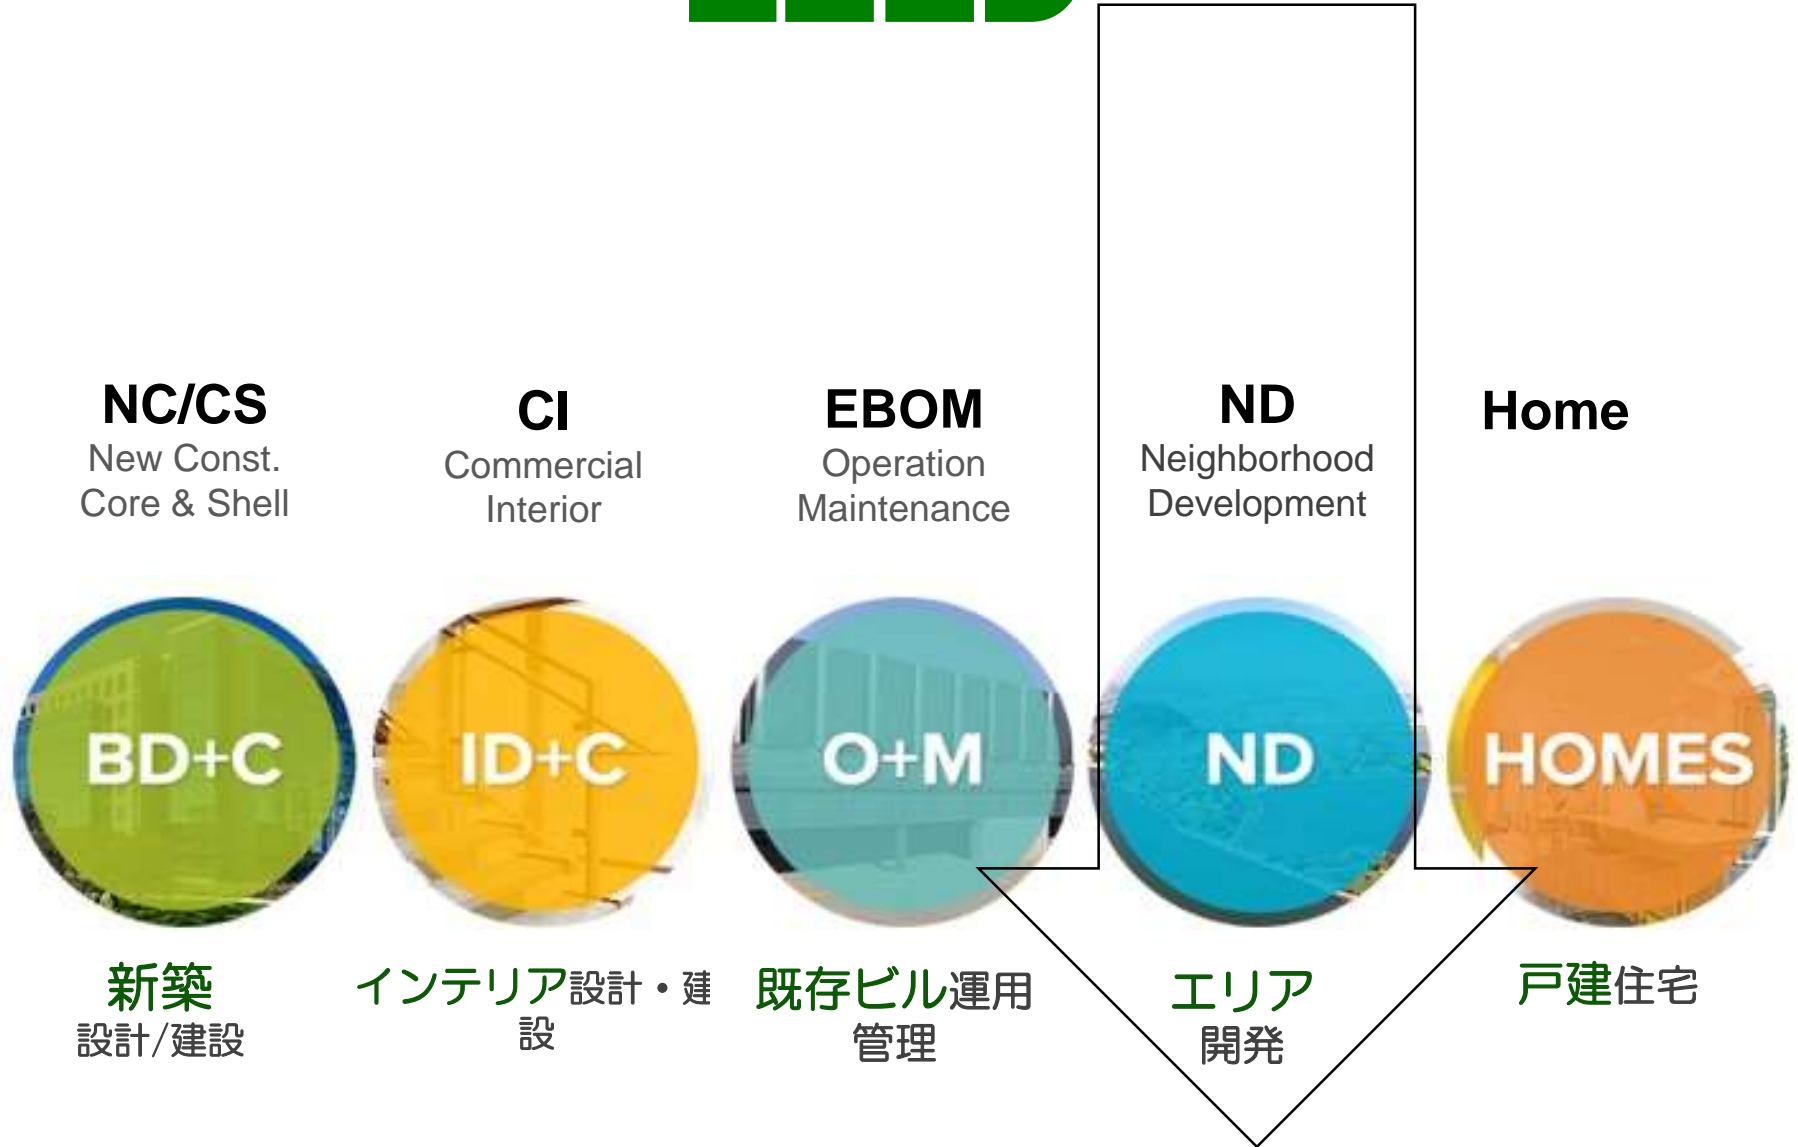 NC/CS
New Const.
Core & Shell
CI
Commercial
Interior
EBOM
Operation
Maintenance
ND
Neighborhood
Development
Home
BD+C
ID+C
O+M
ND
HOMES
新築
設計/建設
インテリア設計・建
設
既存ビル運用
管理
エリア
開発
戸建住宅